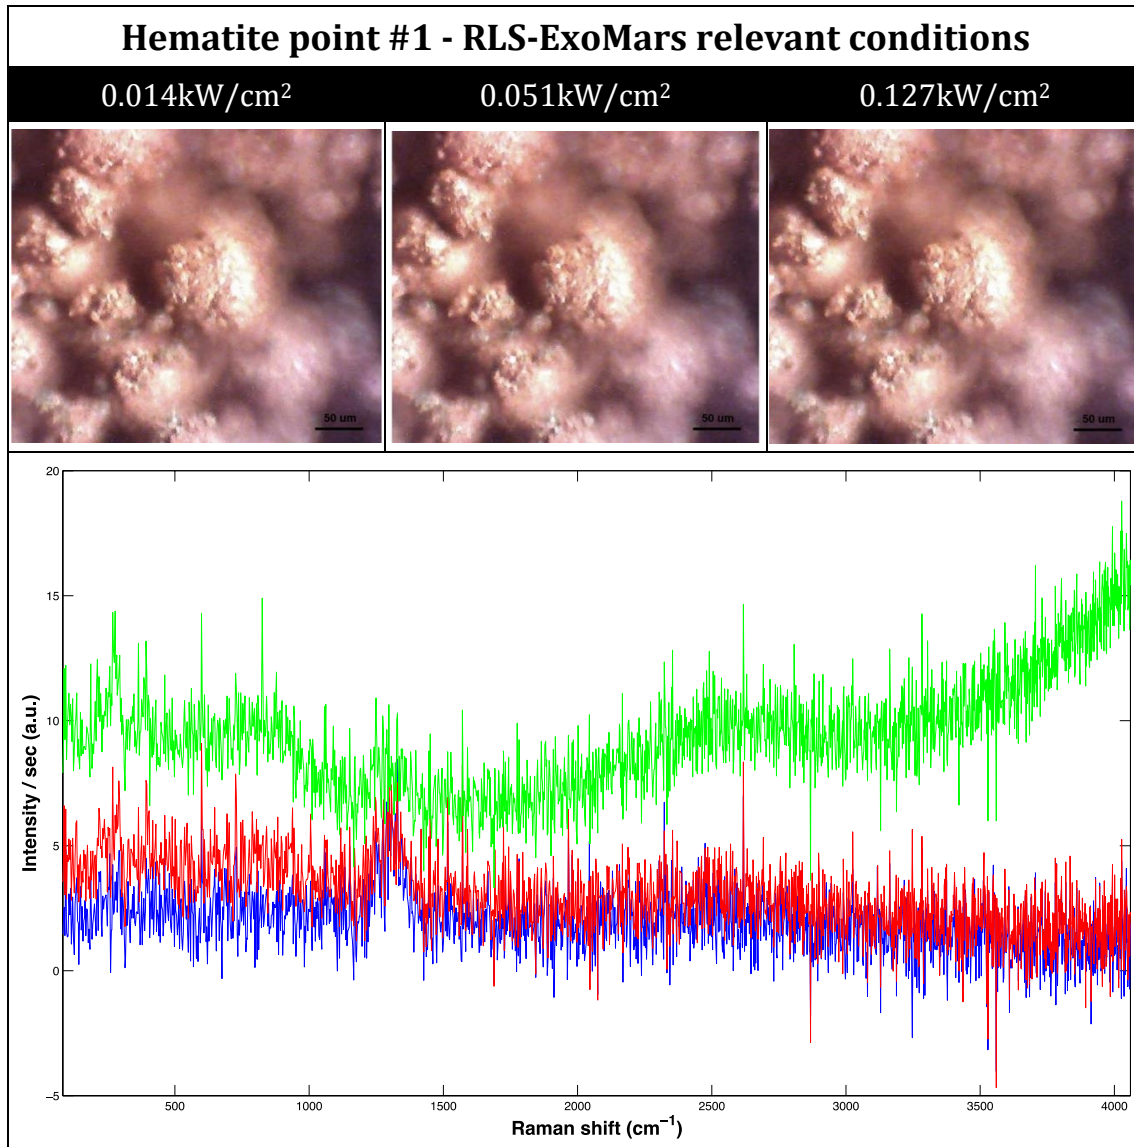 Hematite point #1 - RLS-ExoMars relevant conditions
0.014kW/cm²
0.051kW/cm²
0.127kW/cm²
50 um
50 um
50 um
20
15
10
5
0
−5
Intensity / sec (a.u.)
500
1000
1500
2000
2500
3000
3500
4000
Raman shift (cm⁻¹)